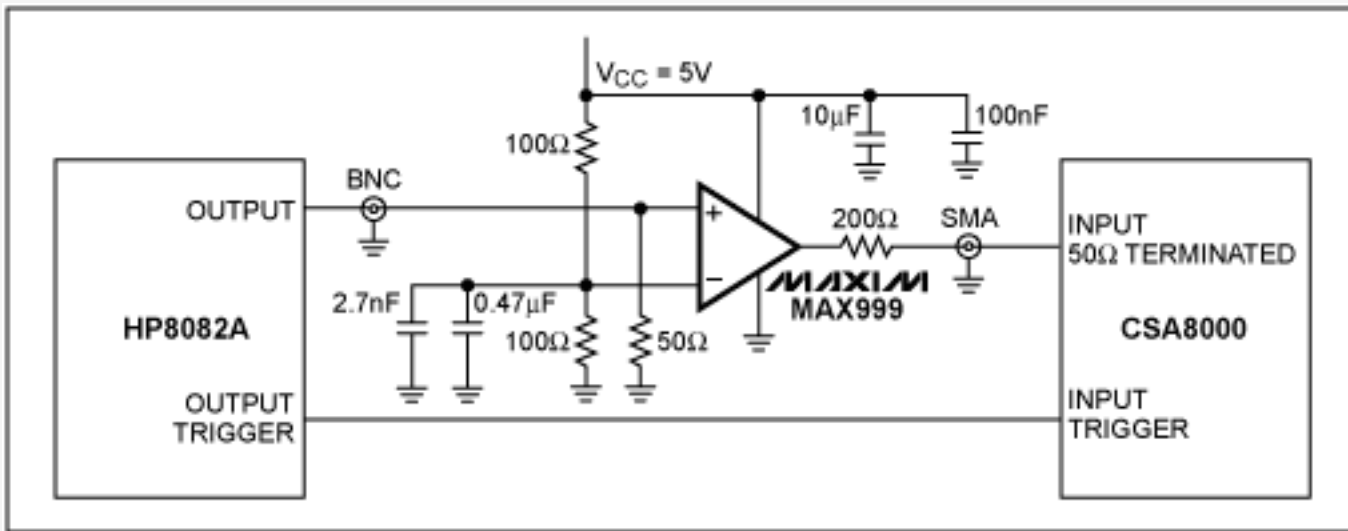 V_CC = 5V
10μF
100nF
100Ω
BNC
OUTPUT
+
200Ω
SMA
INPUT
50Ω TERMINATED
−
MAXIM
MAX999
2.7nF
0.47μF
HP8082A
100Ω
50Ω
CSA8000
OUTPUT
TRIGGER
INPUT
TRIGGER